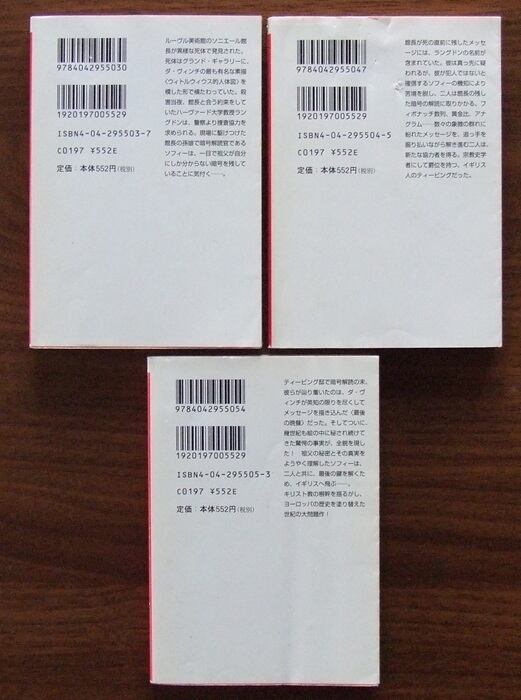 9784042955030
1920197005529
ISBN4-04-295503-7
C0197 ¥552E
定価:本体552円(税別)
ルーヴル美術館のソニエール館
長が異様な死体で発見された。
死体はグランド・ギャラリーに、
ダ・ヴィンチの最も有名な素描
〈ウィトルウィウス的人体図〉を
模した形で横たわっていた。殺
害当夜、館長と会う約束をして
いたハーヴァード大学教授ラン
グドンは、警察より捜査協力を
求められる。現場に駆けつけた
館長の孫娘で暗号解読官である
ソフィーは、一目で祖父が自分
にしか分からない暗号を残して
いることに気付く……。
9784042955047
1920197005529
ISBN4-04-295504-5
C0197 ¥552E
定価:本体552円(税別)
館長が死の直前に残したメッセ
ージには、ラングドンの名前が
含まれていた。彼は真っ先に疑
われるが、彼が犯人ではないと
確信するソフィーの機知により
苦境を脱し、二人は館長の残し
た暗号の解読に取りかかる。フ
ィボナッチ数列、黄金比、アナ
グラム……数々の象徴の群れに
紛れたメッセージを、追っ手を
振り払いながら解き進む二人は、
新たな協力者を得る。宗教史学
者にして爵位を持つ、イギリス
人のティービングだった。
9784042955054
1920197005529
ISBN4-04-295505-3
C0197 ¥552E
定価:本体552円(税別)
ティービング邸で暗号解読の末、
彼らが辿り着いたのは、ダ・ヴ
ィンチが英知の限りを尽くして
メッセージを描き込んだ〈最後
の晩餐〉だった。そしてついに、
幾世紀も絵の中に秘され続けてき
た驚愕の事実が、全貌を現し
た! 祖父の秘密とその真実を
ようやく理解したソフィーは、
二人と共に、最後の鍵を解くた
め、イギリスへ飛ぶ……。
キリスト教の根幹を揺るがし、
ヨーロッパの歴史を塗り替えた
世紀の大問題作!